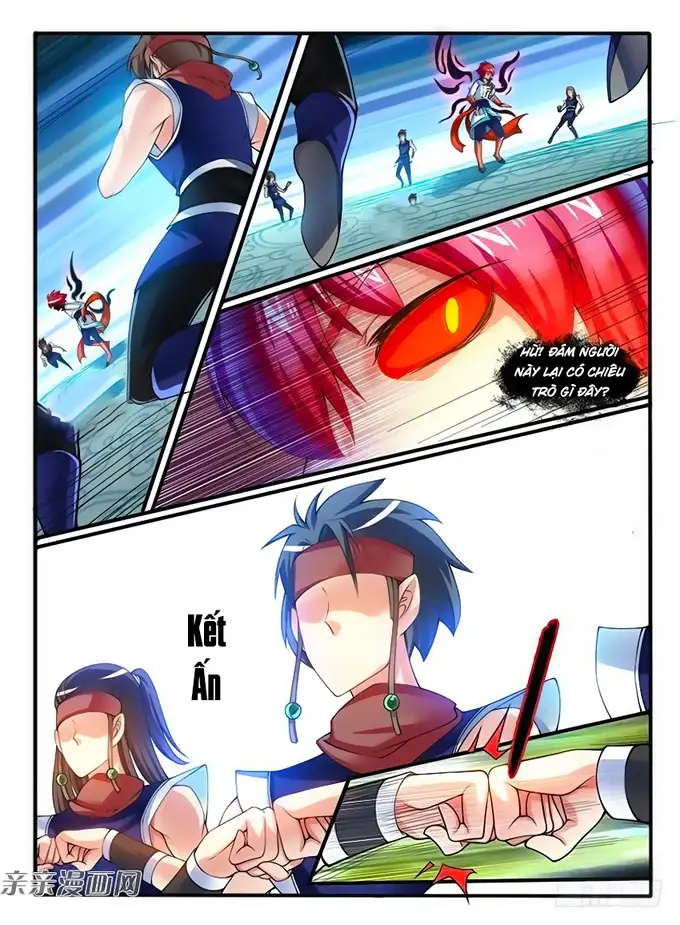 HỪ! ĐÁM NGƯỜI
NÀY LẠI CÓ CHIÊU
TRÒ GÌ ĐÂY?
Kết
Ấn
亲亲漫画网